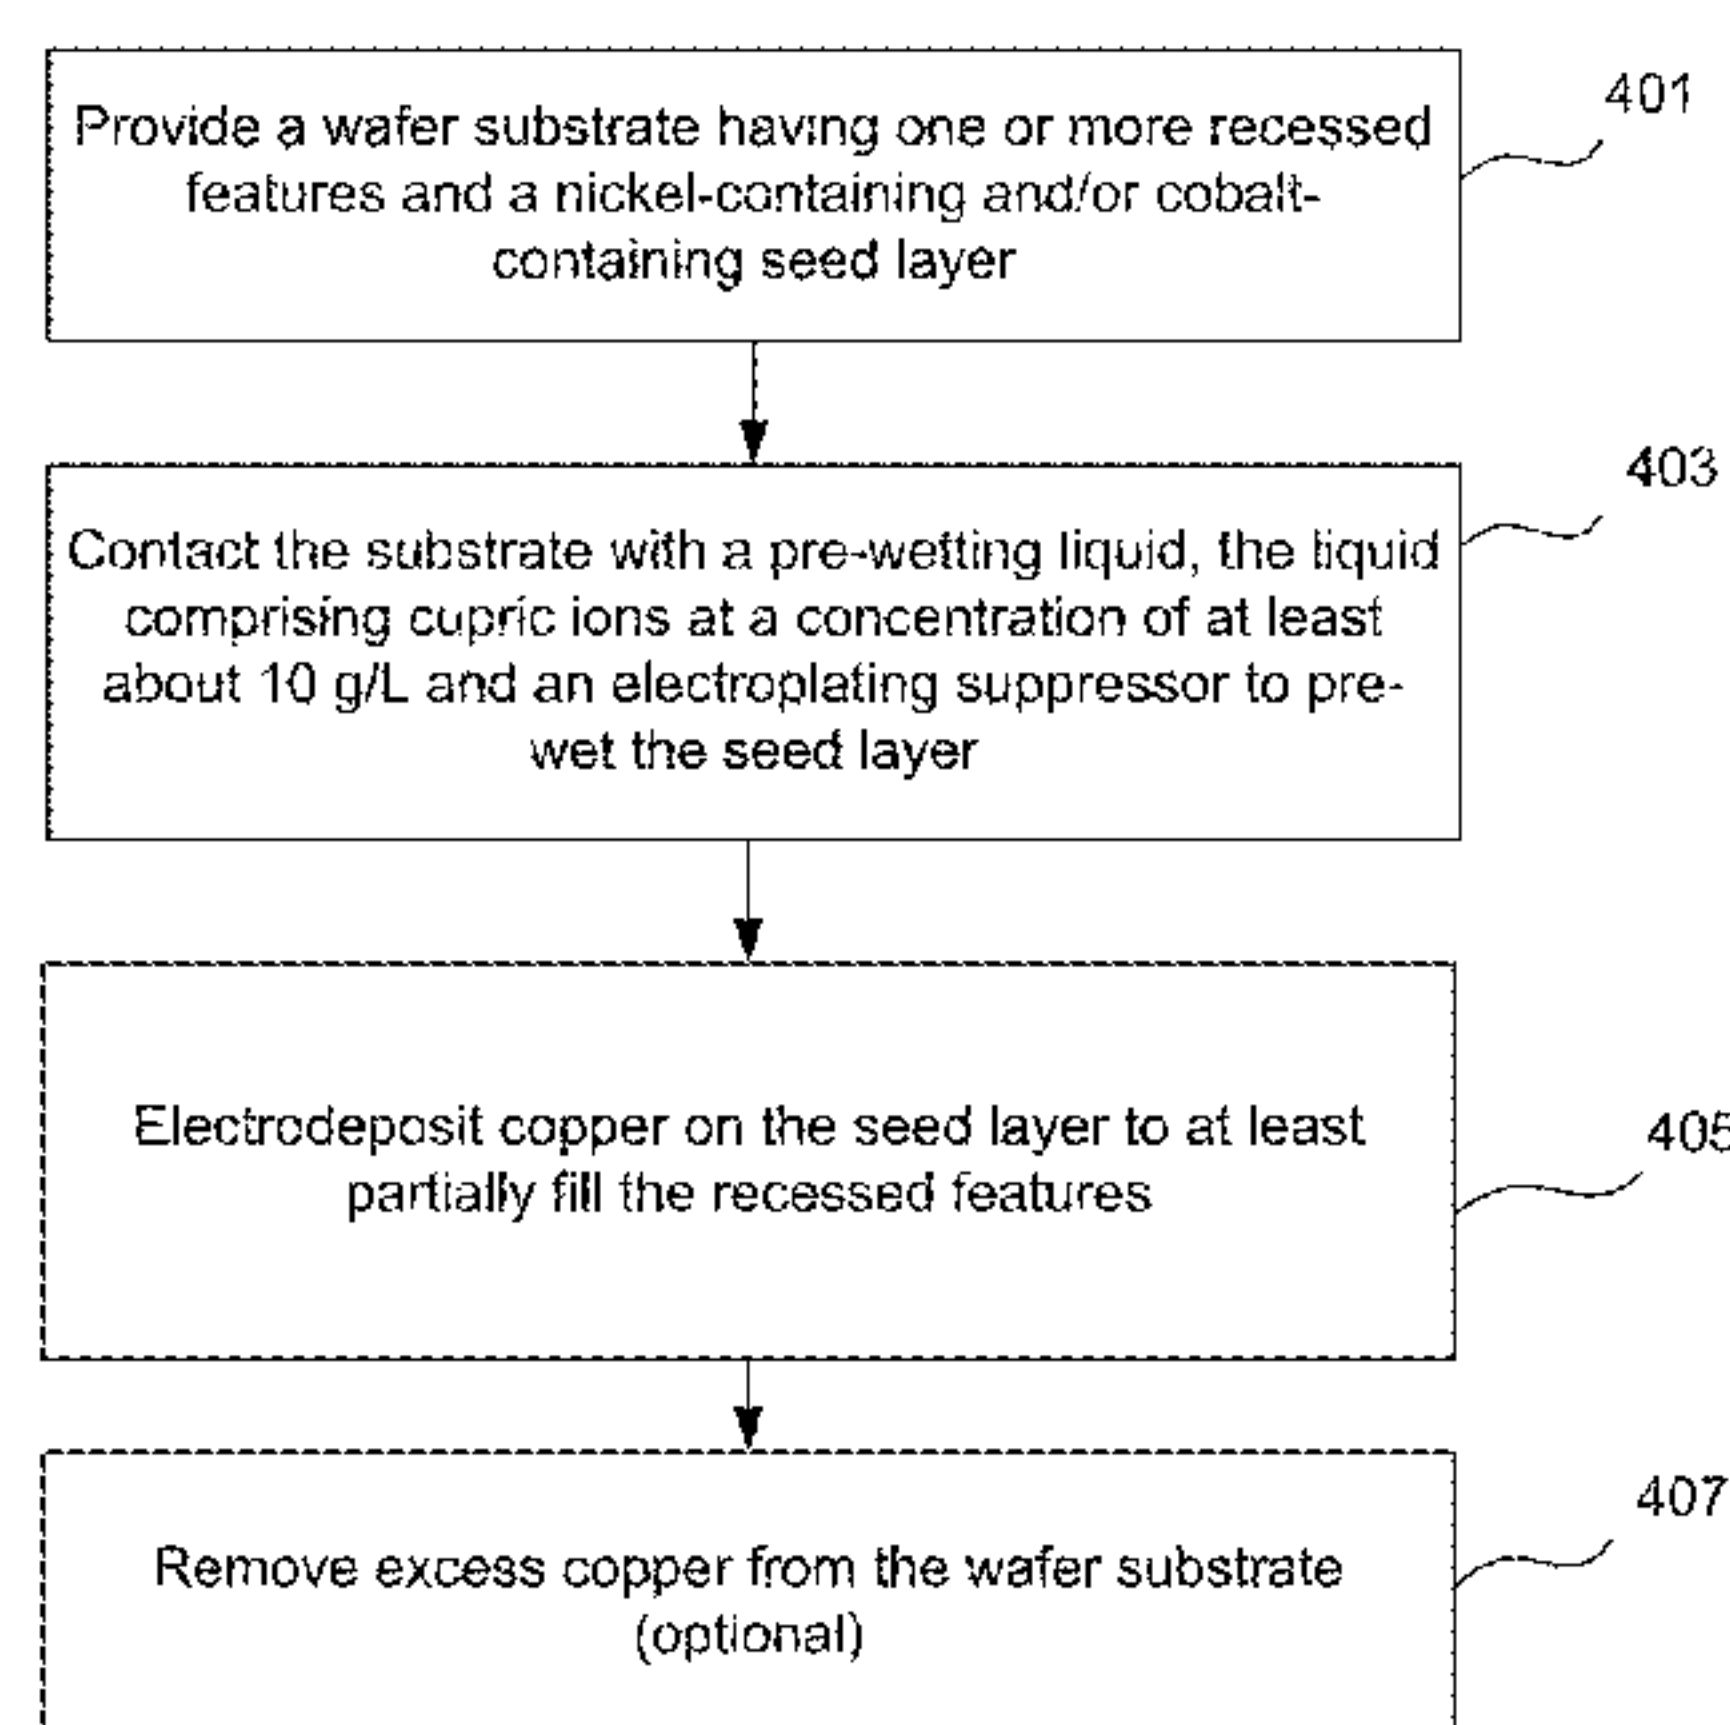 Provide a wafer substrate having one or more recessed
features and a nickel-containing and/or cobalt-
containing seed layer
401
Contact the substrate with a pre-wetting liquid, the liquid
comprising cupric ions at a concentration of at least
about 10 g/L and an electroplating suppressor to pre-
wet the seed layer
403
Electrodeposit copper on the seed layer to at least
partially fill the recessed features
405
Remove excess copper from the wafer substrate
(optional)
407